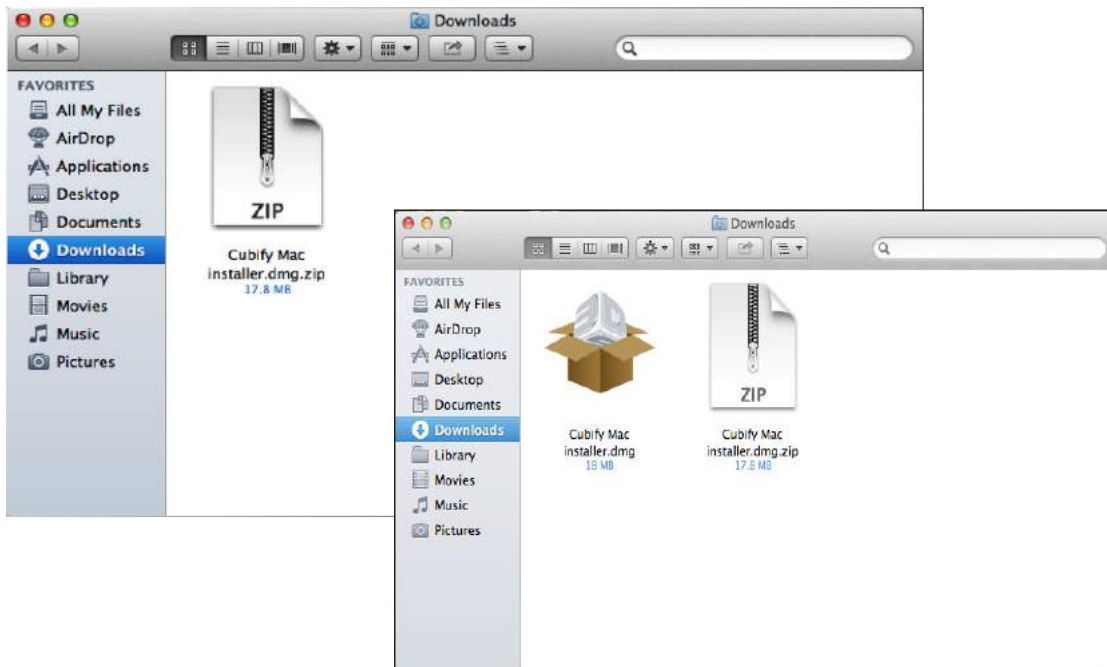 Downloads
FAVORITES
All My Files
AirDrop
Applications
Desktop
Documents
Downloads
Library
Movies
Music
Pictures
ZIP
Cubify Mac
installer.dmg.zip
17.8 MB
Downloads
FAVORITES
All My Files
AirDrop
Applications
Desktop
Documents
Downloads
Library
Movies
Music
Pictures
Cubify Mac
installer.dmg
18 MB
ZIP
Cubify Mac
installer.dmg.zip
17.8 MB